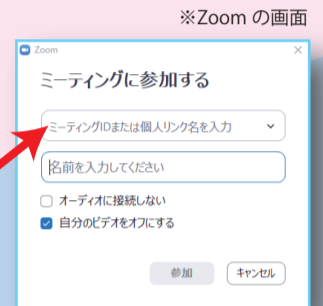 ※Zoom の画面
Zoom
ミーティングに参加する
ミーティングIDまたは個人リンク名を入力
名前を入力してください
オーディオに接続しない
自分のビデオをオフにする
参加
キャンセル